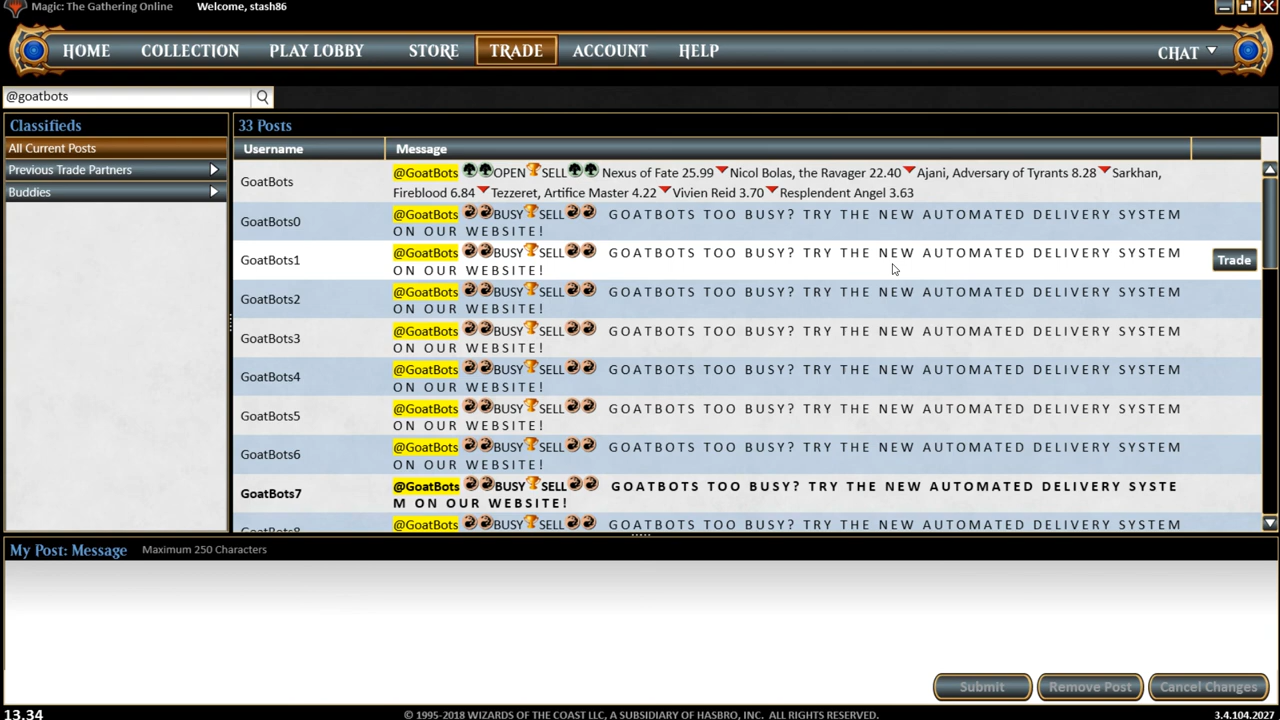 Magic: The Gathering Online
Welcome, stash86
HOME COLLECTION PLAY LOBBY STORE TRADE ACCOUNT HELP CHAT
@goatbots
Classifieds
All Current Posts
Previous Trade Partners
Buddies
33 Posts
Username Message
GoatBots
@GoatBots OPEN SELL Nexus of Fate 25.99 Nicol Bolas, the Ravager 22.40 Ajani, Adversary of Tyrants 8.28 Sarkhan,
Fireblood 6.84 Tezzeret, Artifice Master 4.22 Vivien Reid 3.70 Resplendent Angel 3.63
GoatBots0
@GoatBots BUSY SELL GOATBOTS TOO BUSY? TRY THE NEW AUTOMATED DELIVERY SYSTEM
ON OUR WEBSITE!
GoatBots1
@GoatBots BUSY SELL GOATBOTS TOO BUSY? TRY THE NEW AUTOMATED DELIVERY SYSTEM
ON OUR WEBSITE!
Trade
GoatBots2
@GoatBots BUSY SELL GOATBOTS TOO BUSY? TRY THE NEW AUTOMATED DELIVERY SYSTEM
ON OUR WEBSITE!
GoatBots3
@GoatBots BUSY SELL GOATBOTS TOO BUSY? TRY THE NEW AUTOMATED DELIVERY SYSTEM
ON OUR WEBSITE!
GoatBots4
@GoatBots BUSY SELL GOATBOTS TOO BUSY? TRY THE NEW AUTOMATED DELIVERY SYSTEM
ON OUR WEBSITE!
GoatBots5
@GoatBots BUSY SELL GOATBOTS TOO BUSY? TRY THE NEW AUTOMATED DELIVERY SYSTEM
ON OUR WEBSITE!
GoatBots6
@GoatBots BUSY SELL GOATBOTS TOO BUSY? TRY THE NEW AUTOMATED DELIVERY SYSTEM
ON OUR WEBSITE!
GoatBots7
@GoatBots BUSY SELL GOATBOTS TOO BUSY? TRY THE NEW AUTOMATED DELIVERY SYSTE
M ON OUR WEBSITE!
GoatBots8
@GoatBots BUSY SELL GOATBOTS TOO BUSY? TRY THE NEW AUTOMATED DELIVERY SYSTEM
My Post: Message Maximum 250 Characters
Submit Remove Post Cancel Changes
13.34
© 1995-2018 WIZARDS OF THE COAST LLC, A SUBSIDIARY OF HASBRO, INC. ALL RIGHTS RESERVED.
3.4.104.2027